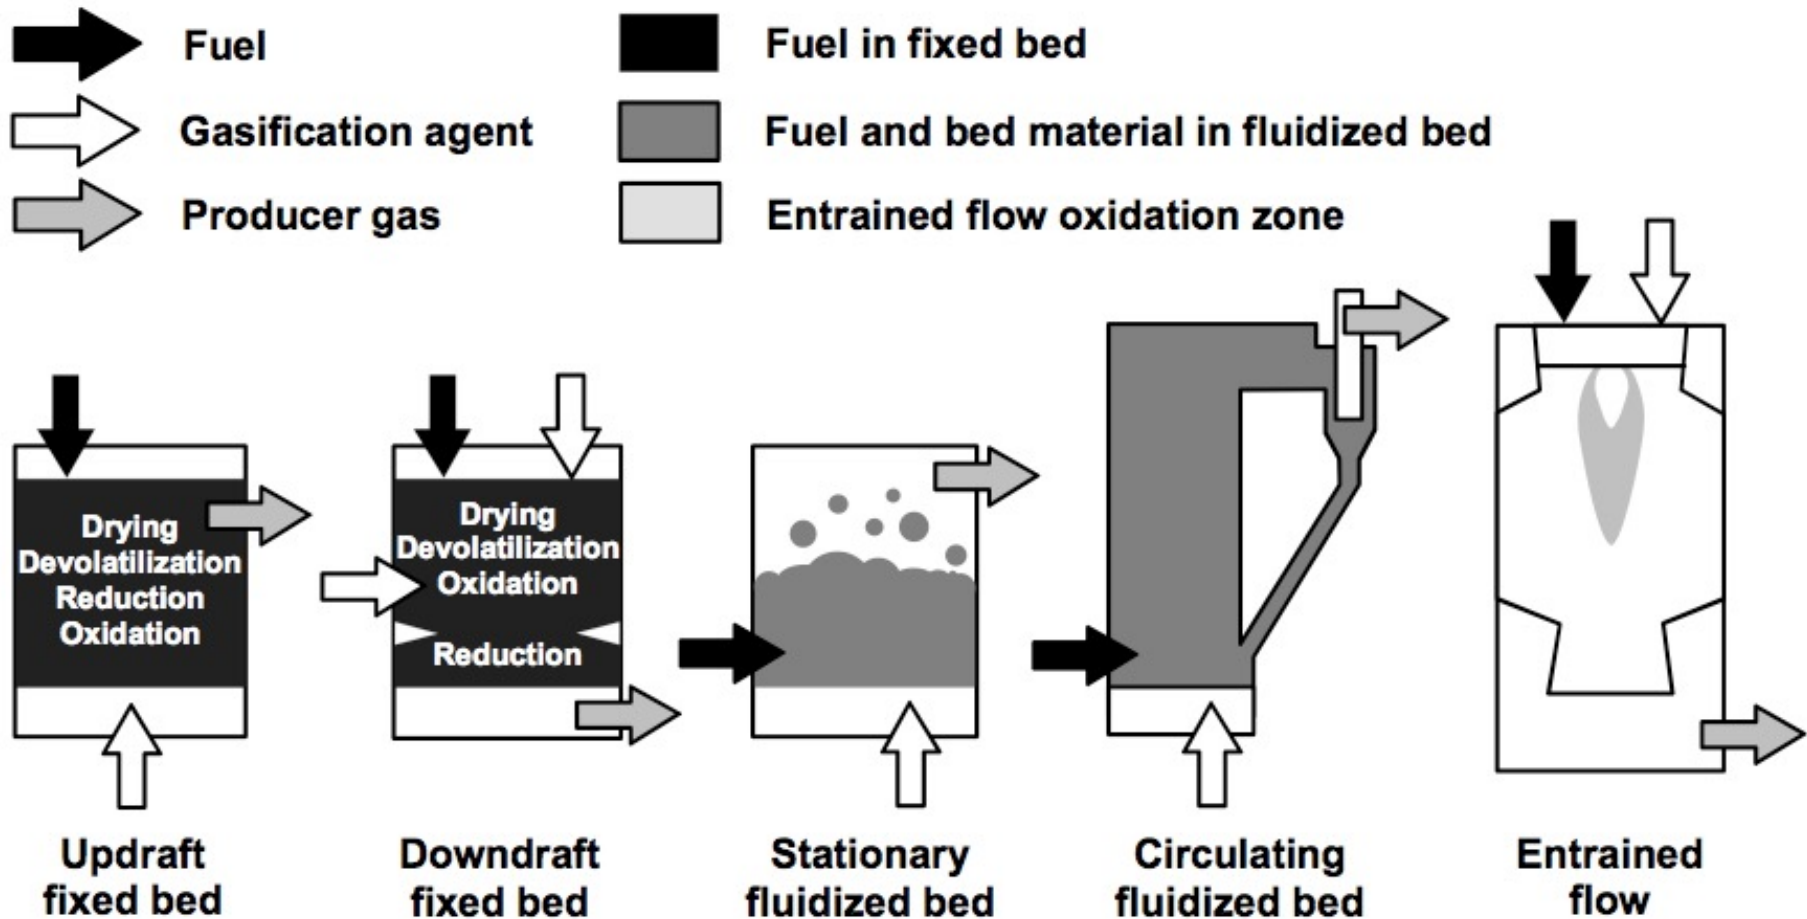 Fuel
Gasification agent
Producer gas
Fuel in fixed bed
Fuel and bed material in fluidized bed
Entrained flow oxidation zone
Drying
Devolatilization
Reduction
Oxidation
Drying
Devolatilization
Oxidation
Reduction
Updraft
fixed bed
Downdraft
fixed bed
Stationary
fluidized bed
Circulating
fluidized bed
Entrained
flow